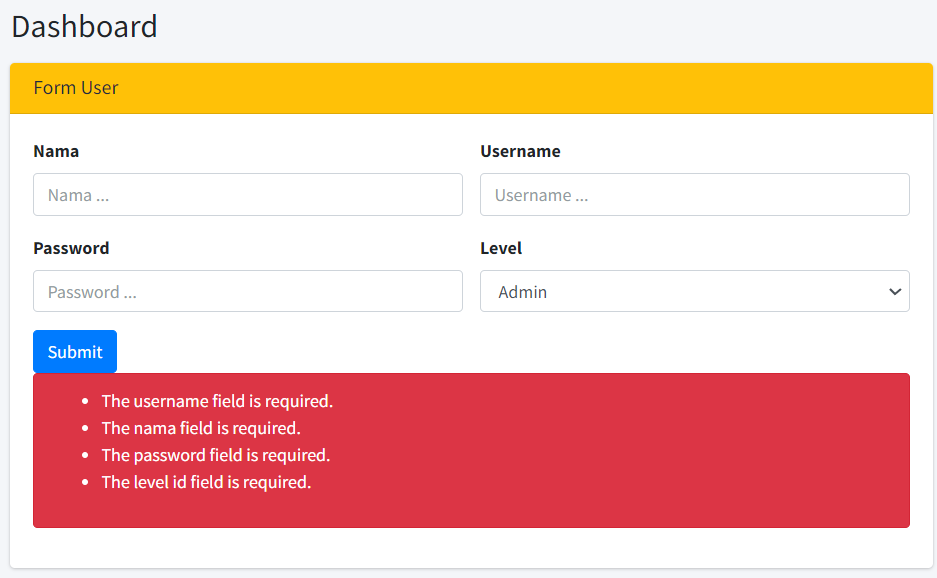 Dashboard
Form User
Nama
Username
Nama ...
Username ...
Password
Level
Password ...
Admin
Submit
The username field is required.
The nama field is required.
The password field is required.
The level id field is required.